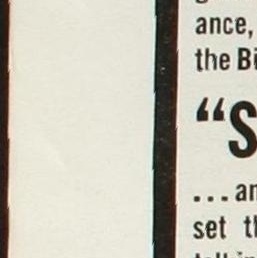 ance,
the Bi
"S
...an
set th